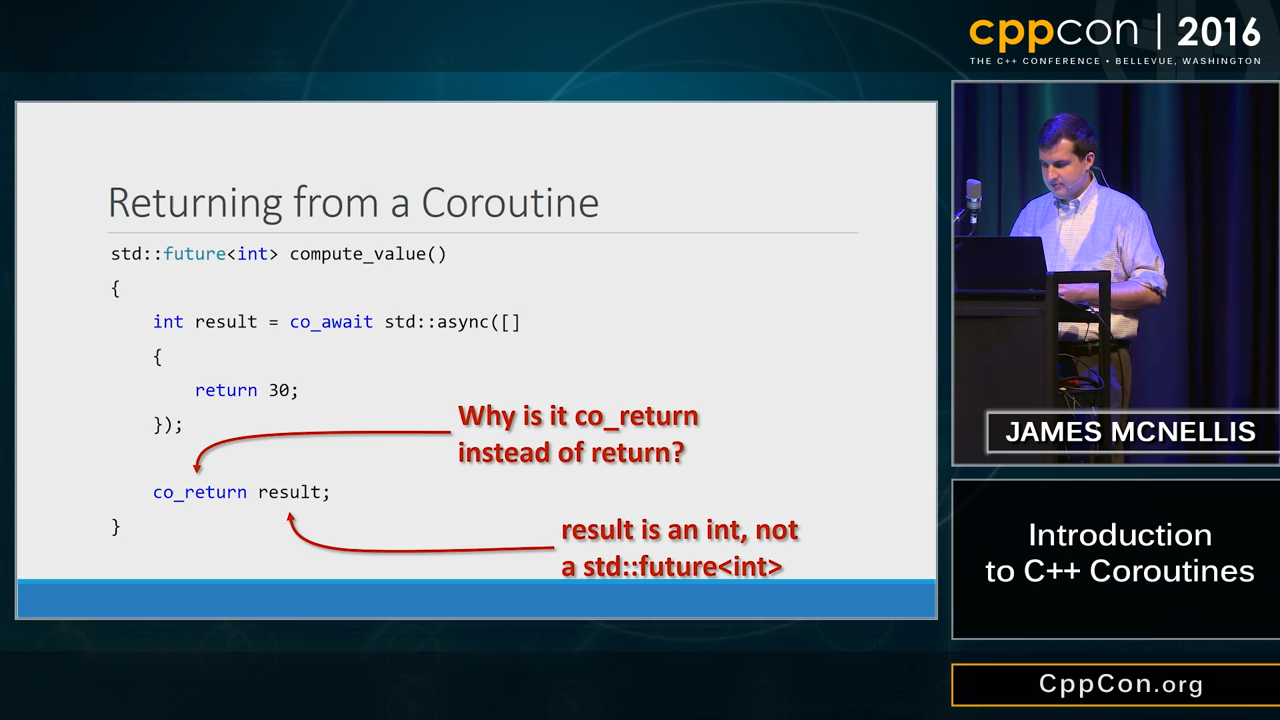 cppcon | 2016
THE C++ CONFERENCE • BELLEVUE, WASHINGTON
Returning from a Coroutine
std::future<int> compute_value()
{
int result = co_await std::async([]
{
return 30;
});
Why is it co_return
instead of return?
co_return result;
}
result is an int, not
a std::future<int>
JAMES MCNELLIS
Introduction
to C++ Coroutines
CppCon.org